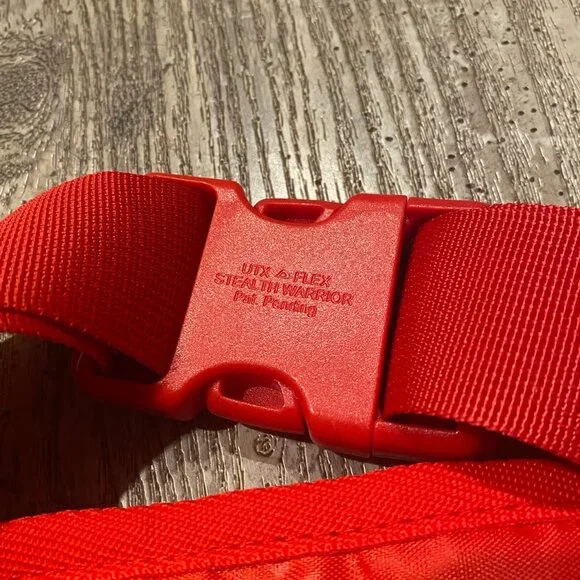 UTX FLEX
STEALTH WARRIOR
Pat. Pending